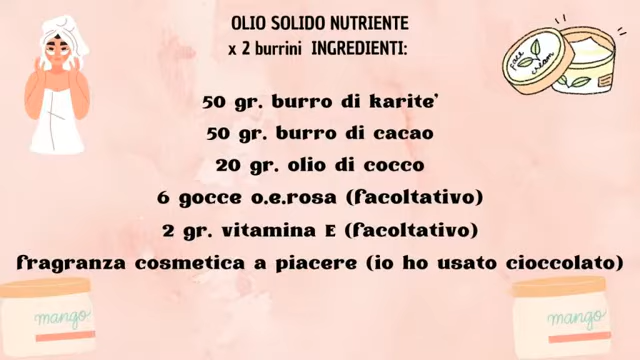 OLIO SOLIDO NUTRIENTE
x 2 burrini INGREDIENTI:
face
cream
50 gr. burro di karite'
50 gr. burro di cacao
20 gr. olio di cocco
6 gocce o.e.rosa (facoltativo)
2 gr. vitamina E (facoltativo)
fragranza cosmetica a piacere (io ho usato cioccolato)
mango
mango